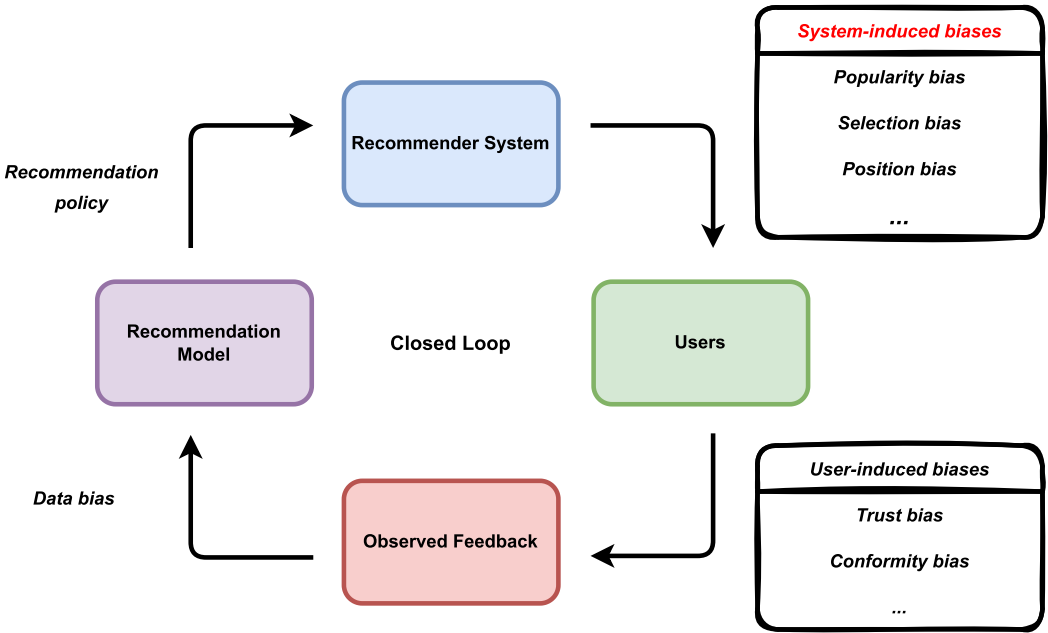 System-induced biases
Popularity bias
Selection bias
Position bias
...
Recommender System
Recommendation
policy
Recommendation
Model
Closed Loop
Users
Data bias
Observed Feedback
User-induced biases
Trust bias
Conformity bias
...